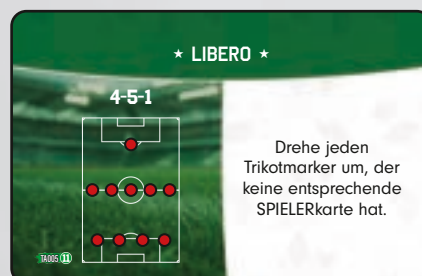 ★ LIBERO ★
4-5-1
Drehe jeden
Trikotmarker um, der
keine entsprechende
SPIELERkarte hat.
TA005 11